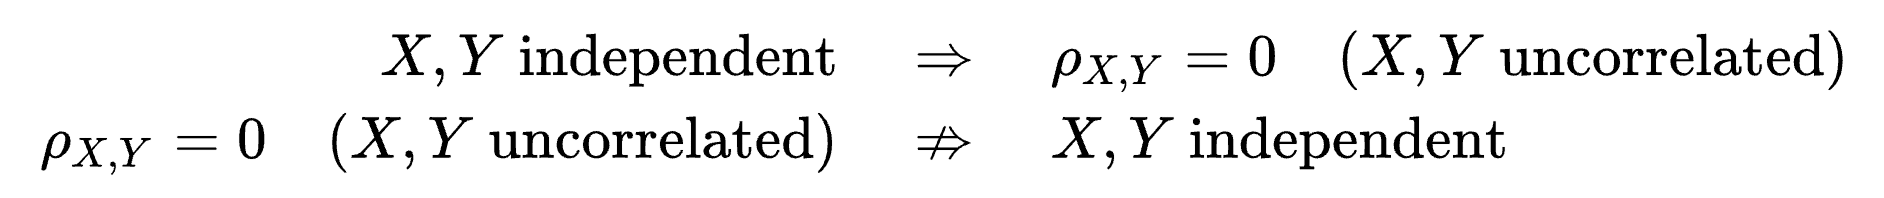 X, Y independent ⇒ ρ_{X,Y} = 0 (X, Y uncorrelated)
ρ_{X,Y} = 0 (X, Y uncorrelated) ⇏ X, Y independent